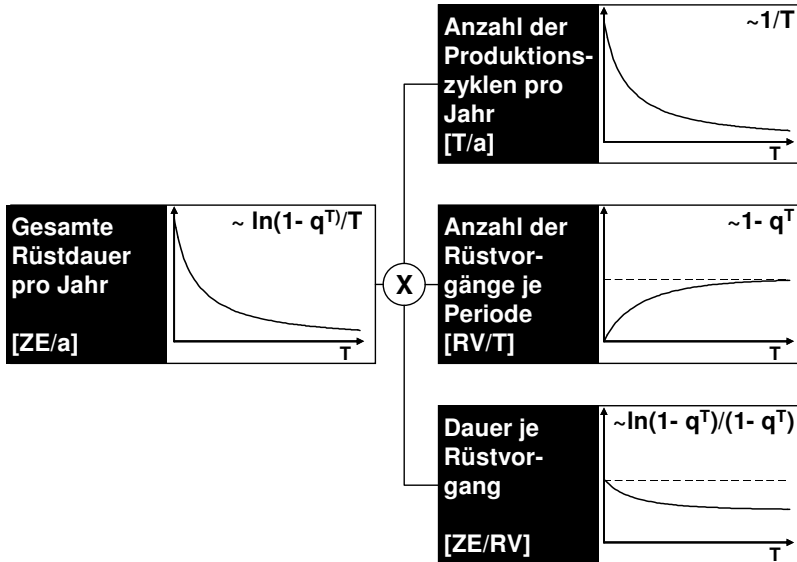 Gesamte
Rüstdauer
pro Jahr
[ZE/a]
~ ln(1- q^T)/T
T
X
Anzahl der
Produktions-
zyklen pro
Jahr
[T/a]
~1/T
T
Anzahl der
Rüstvor-
gänge je
Periode
[RV/T]
~1- q^T
T
Dauer je
Rüstvor-
gang
[ZE/RV]
~ln(1- q^T)/(1- q^T)
T